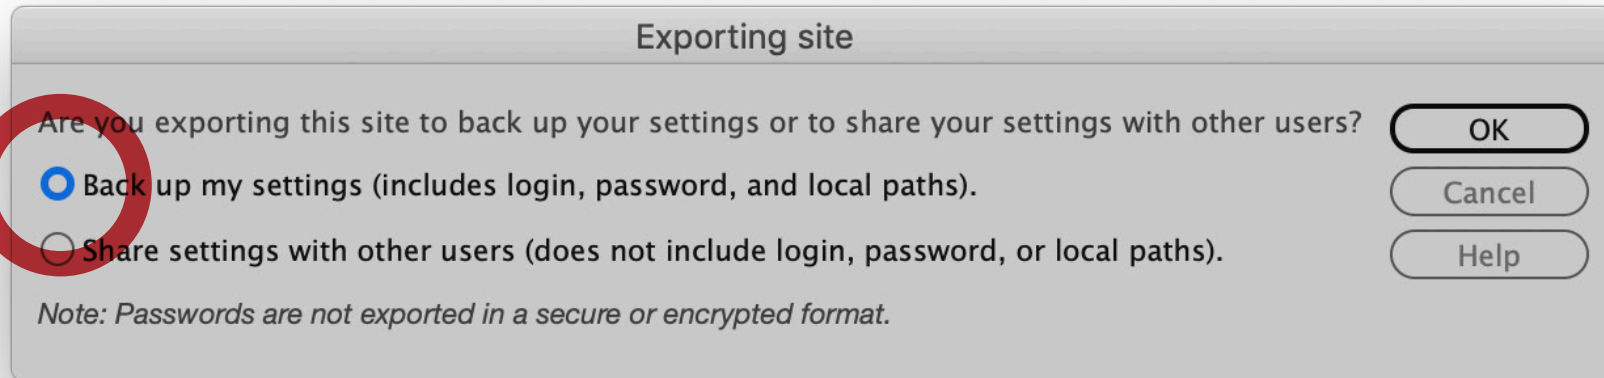 Exporting site
Are you exporting this site to back up your settings or to share your settings with other users?
OK
Back up my settings (includes login, password, and local paths).
Cancel
Share settings with other users (does not include login, password, or local paths).
Help
Note: Passwords are not exported in a secure or encrypted format.